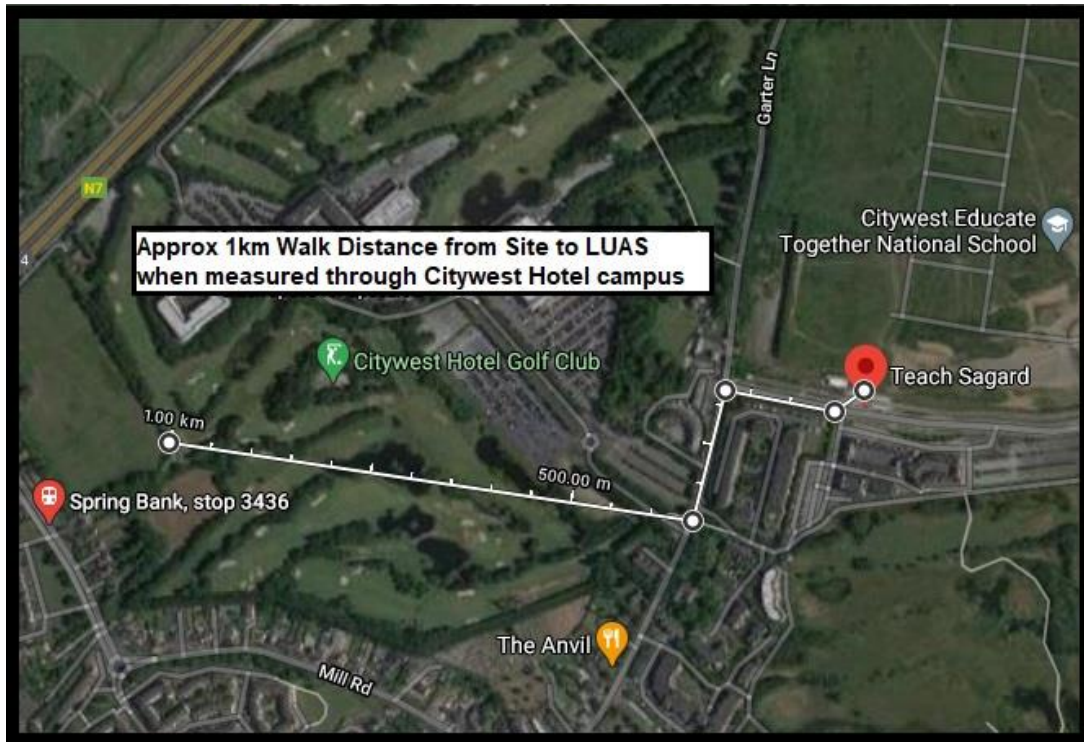 Garter Ln
N7
Citywest Educate
Together National School
4
Approx 1km Walk Distance from Site to LUAS
when measured through Citywest Hotel campus
Citywest Hotel Golf Club
Teach Sagard
1.00 km
500.00 m
Spring Bank, stop 3436
The Anvil
Mill Rd